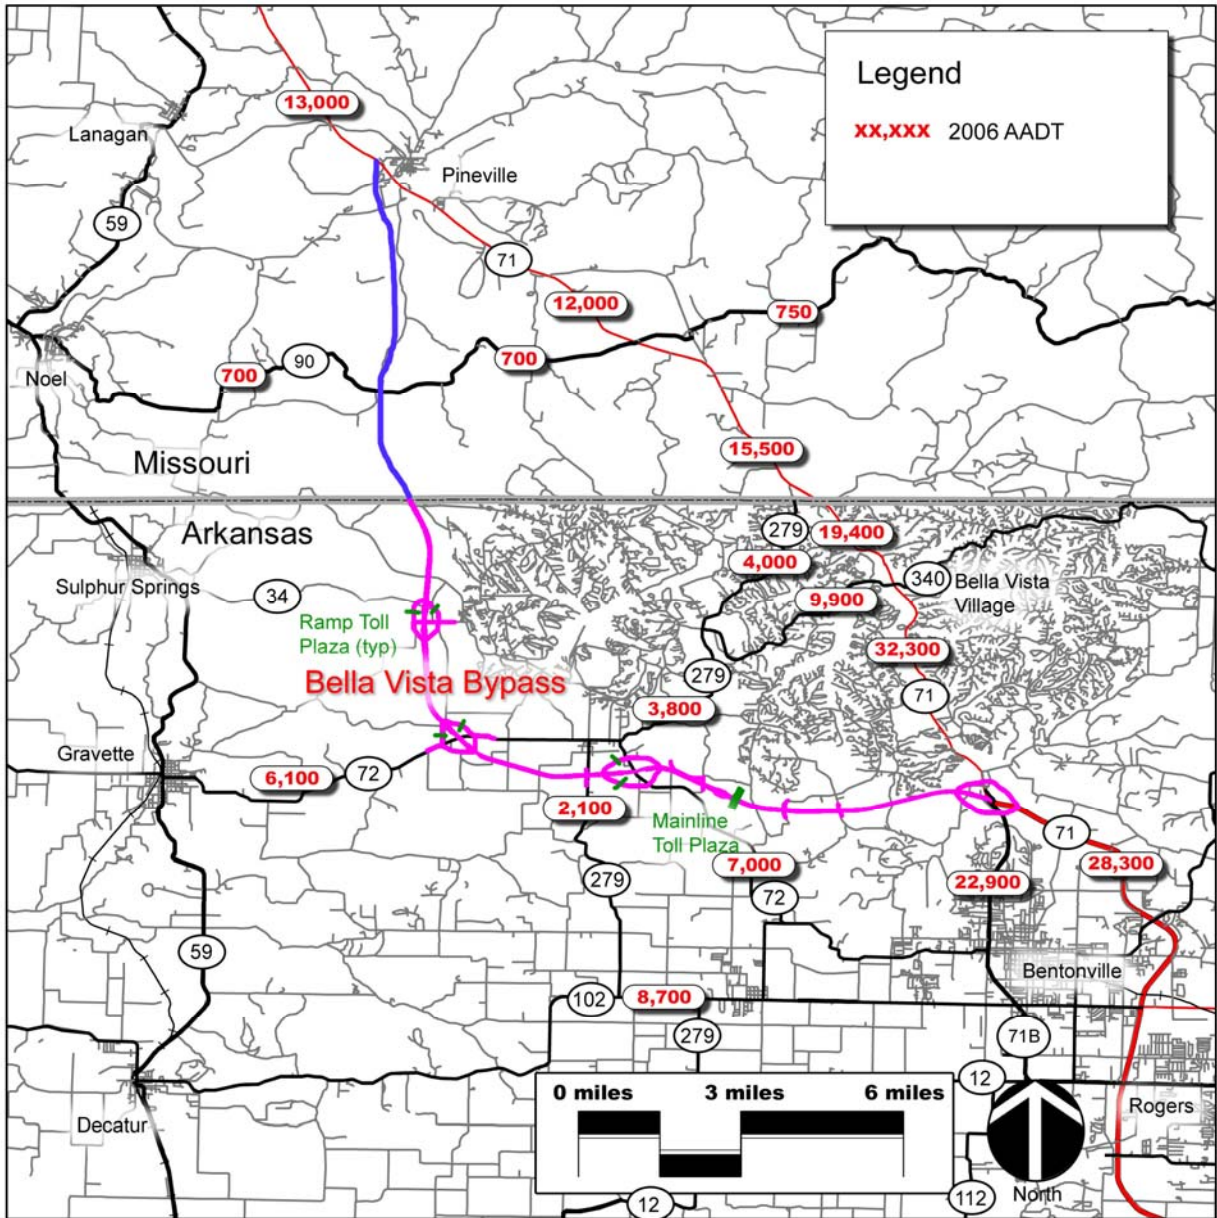 Legend
xx,xxx 2006 AADT
13,000
Lanagan
Pineville
59
71
12,000
750
700
90
700
Noel
15,500
Missouri
Arkansas
279
19,400
4,000
340
Bella Vista
Village
Sulphur Springs
34
9,900
Ramp Toll
Plaza (typ)
32,300
Bella Vista Bypass
279
71
3,800
Gravette
6,100
72
2,100
Mainline
Toll Plaza
71
7,000
28,300
22,900
279
72
59
Bentonville
102
8,700
279
71B
12
0 miles
3 miles
6 miles
Rogers
Decatur
12
112
North